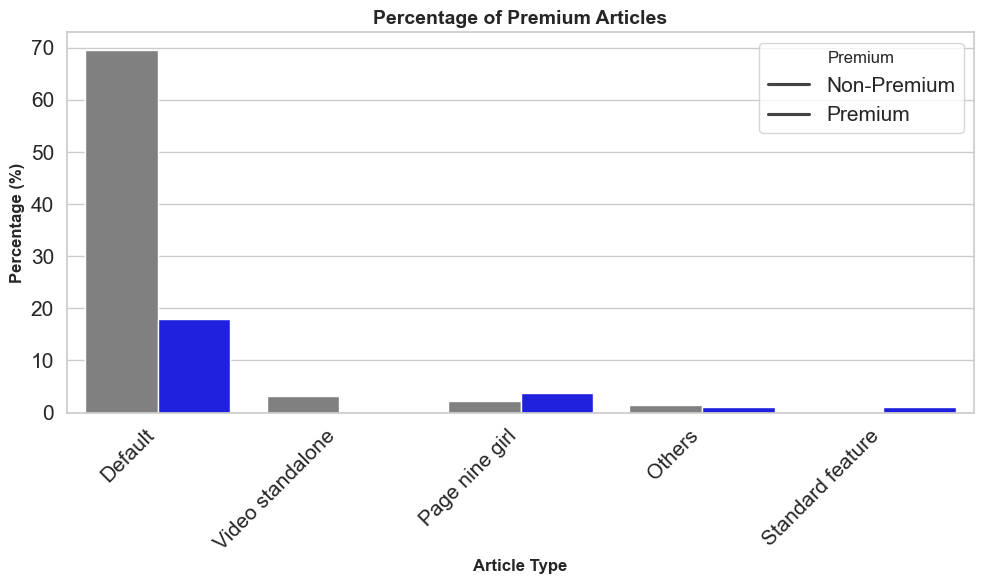 Percentage of Premium Articles
Premium
Non-Premium
Premium
Percentage (%)
70
60
50
40
30
20
10
0
Default
Video standalone
Page nine girl
Others
Standard feature
Article Type